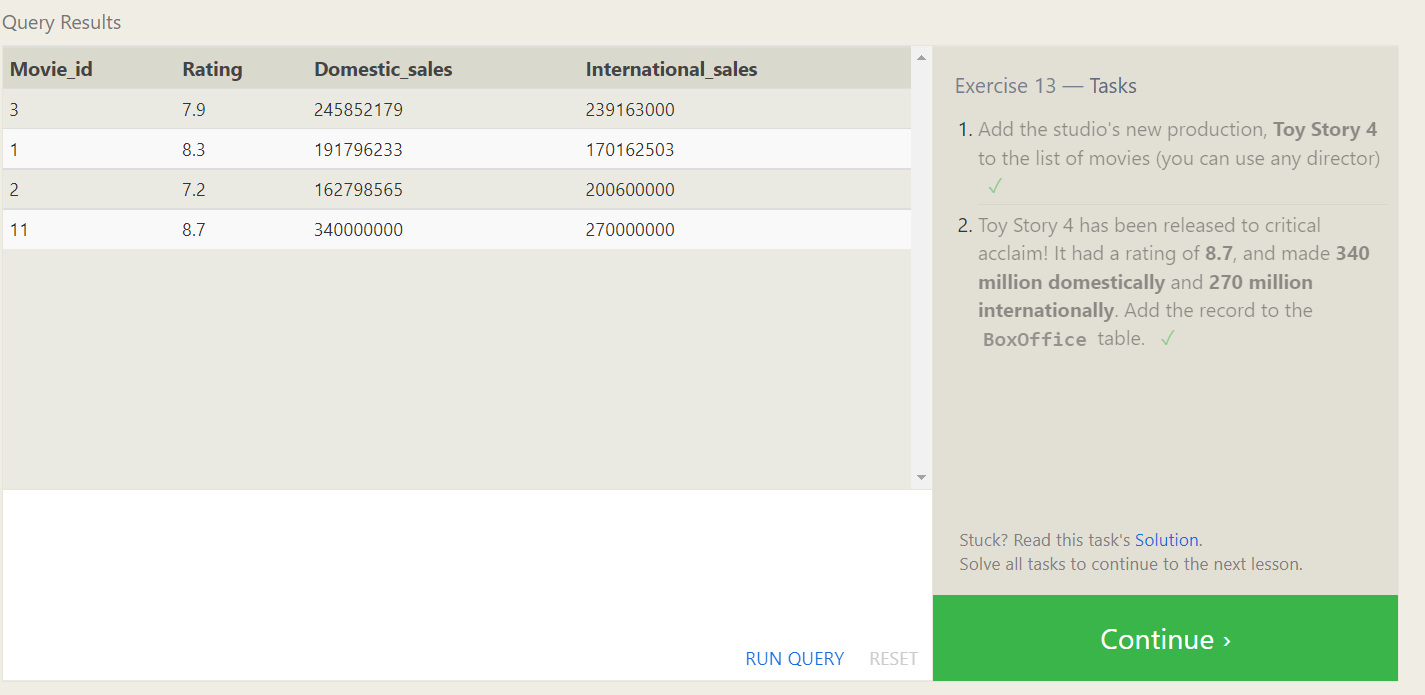 Query Results
Movie_id Rating Domestic_sales International_sales
3 7.9 245852179 239163000
1 8.3 191796233 170162503
2 7.2 162798565 200600000
11 8.7 340000000 270000000
RUN QUERY RESET
Exercise 13 — Tasks
1. Add the studio's new production, Toy Story 4
to the list of movies (you can use any director)
✓
2. Toy Story 4 has been released to critical
acclaim! It had a rating of 8.7, and made 340
million domestically and 270 million
internationally. Add the record to the
BoxOffice table. ✓
Stuck? Read this task's Solution.
Solve all tasks to continue to the next lesson.
Continue ›